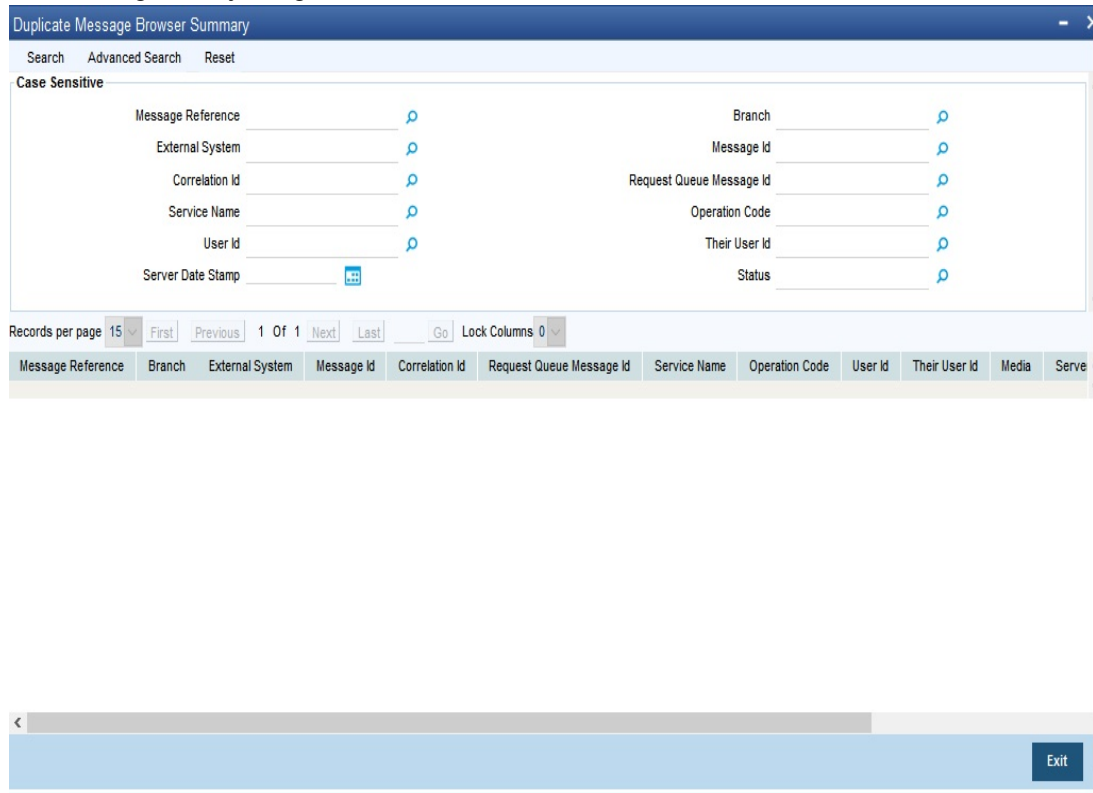 Duplicate Message Browser Summary
Search Advanced Search Reset
Case Sensitive
Message Reference Branch
External System Message Id
Correlation Id Request Queue Message Id
Service Name Operation Code
User Id Their User Id
Server Date Stamp Status
Records per page 15 First Previous 1 Of 1 Next Last Go Lock Columns 0
Message Reference Branch External System Message Id Correlation Id Request Queue Message Id Service Name Operation Code User Id Their User Id Media Serve
Exit